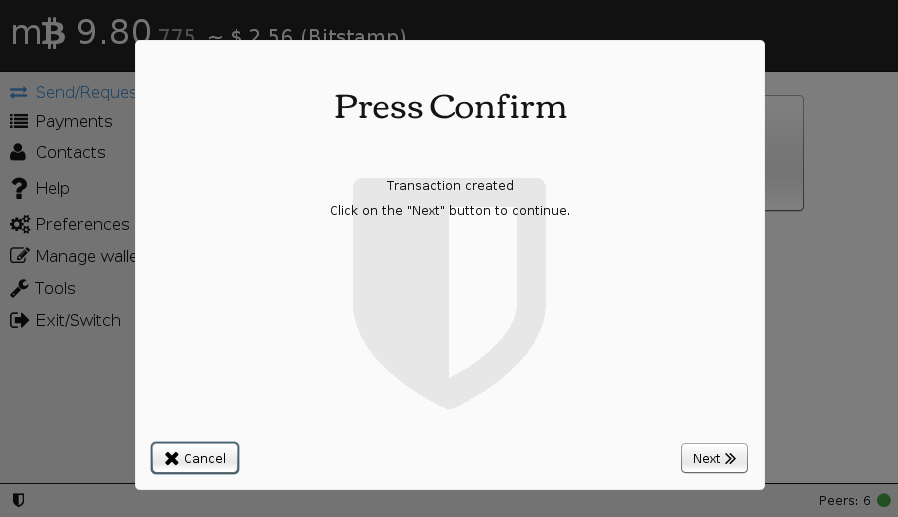 mɃ 9.80 775 ~ $ 2.56 (Bitstamp)
Send/Reques
Payments
Contacts
Help
Preferences
Manage walle
Tools
Exit/Switch
Press Confirm
Transaction created
Click on the "Next" button to continue.
Cancel
Next
Peers: 6